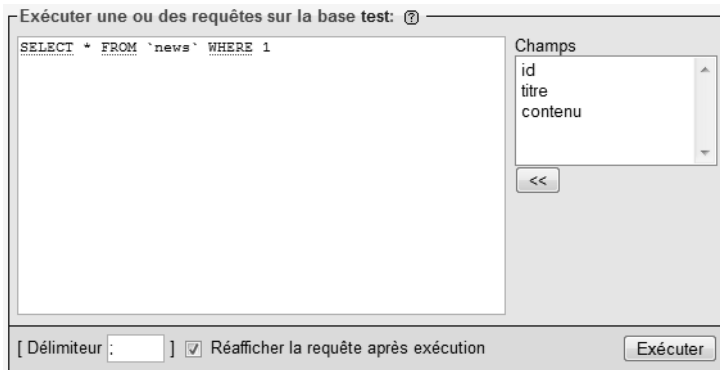 Exécuter une ou des requêtes sur la base test:
SELECT * FROM `news` WHERE 1
Champs
id
titre
contenu
<<
[ Délimiteur ; ] Réafficher la requête après exécution
Exécuter